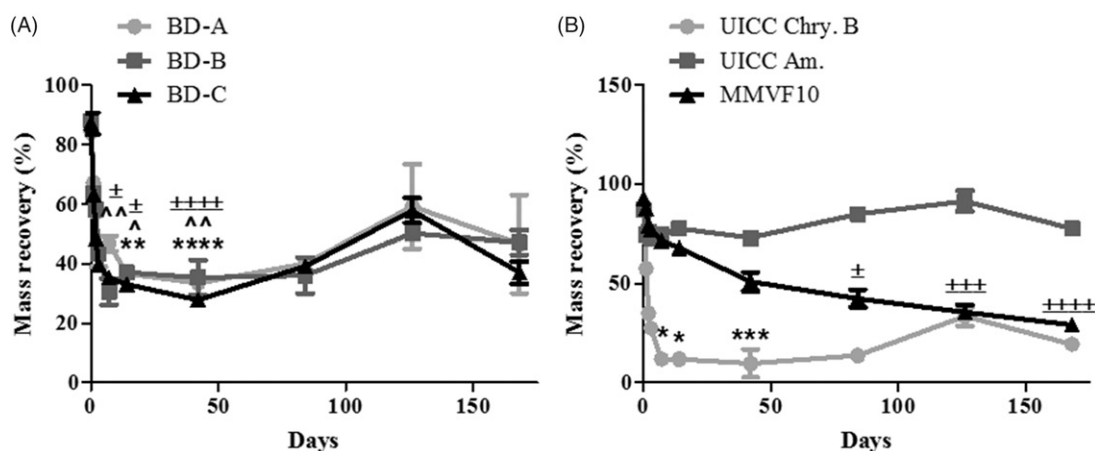 (A)
BD-A
BD-B
BD-C
Mass recovery (%)
100
80
60
40
20
0
± 
^^ ±
^
**
++++
^^
****
0 50 100 150
Days
(B)
UICC Chry. B
UICC Am.
MMVF10
Mass recovery (%)
150
100
50
0
*
*
***
±
+++
++++
0 50 100 150
Days